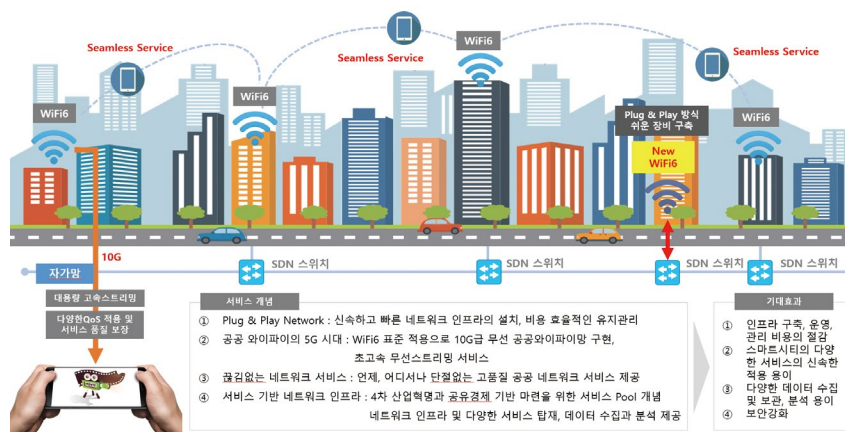 Seamless Service
WiFi6
Seamless Service
WiFi6
Seamless Service
WiFi6
WiFi6
Plug & Play 방식
쉬운 장비 구축
WiFi6
New
WiFi6
10G
자가망
SDN 스위치
SDN 스위치
SDN 스위치
SDN 스위치
대용량 고속스트리밍
다양한QoS 적용 및
서비스 품질 보장
서비스 개념
① Plug & Play Network : 신속하고 빠른 네트워크 인프라의 설치, 비용 효율적인 유지관리
② 공공 와이파이의 5G 시대 : WiFi6 표준 적용으로 10G급 무선 공공와이파이망 구현,
초고속 무선스트리밍 서비스
③ 끊김없는 네트워크 서비스 : 언제, 어디서나 단절없는 고품질 공공 네트워크 서비스 제공
④ 서비스 기반 네트워크 인프라 : 4차 산업혁명과 공유경제 기반 마련을 위한 서비스 Pool 개념
네트워크 인프라 및 다양한 서비스 탑재, 데이터 수집과 분석 제공
기대효과
① 인프라 구축, 운영,
관리 비용의 절감
② 스마트시티의 다양
한 서비스의 신속한
적용 용이
③ 다양한 데이터 수집
및 보관, 분석 용이
④ 보안강화